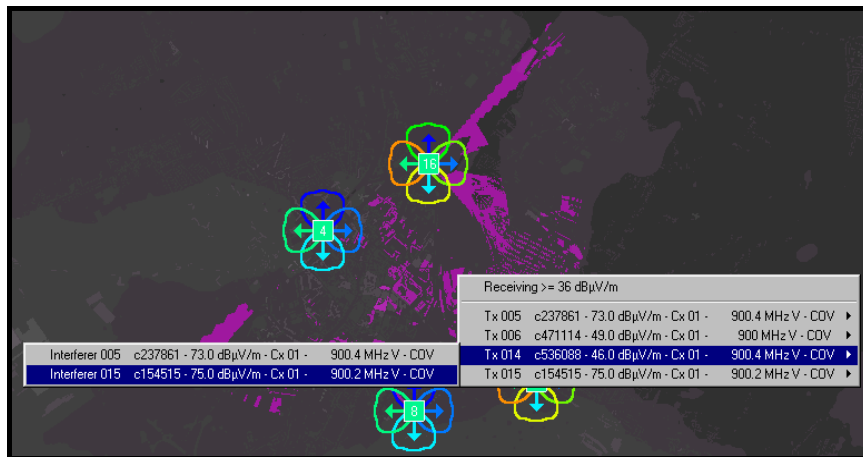 16
4
Receiving >= 36 dBµV/m
Tx 005 c237861 - 73.0 dBµV/m - Cx 01 - 900.4 MHz V - COV
Tx 006 c471114 - 49.0 dBµV/m - Cx 01 - 900 MHz V - COV
Tx 014 c536088 - 46.0 dBµV/m - Cx 01 - 900.4 MHz V - COV
Tx 015 c154515 - 75.0 dBµV/m - Cx 01 - 900.2 MHz V - COV
Interferer 005 c237861 - 73.0 dBµV/m - Cx 01 - 900.4 MHz V - COV
Interferer 015 c154515 - 75.0 dBµV/m - Cx 01 - 900.2 MHz V - COV
8